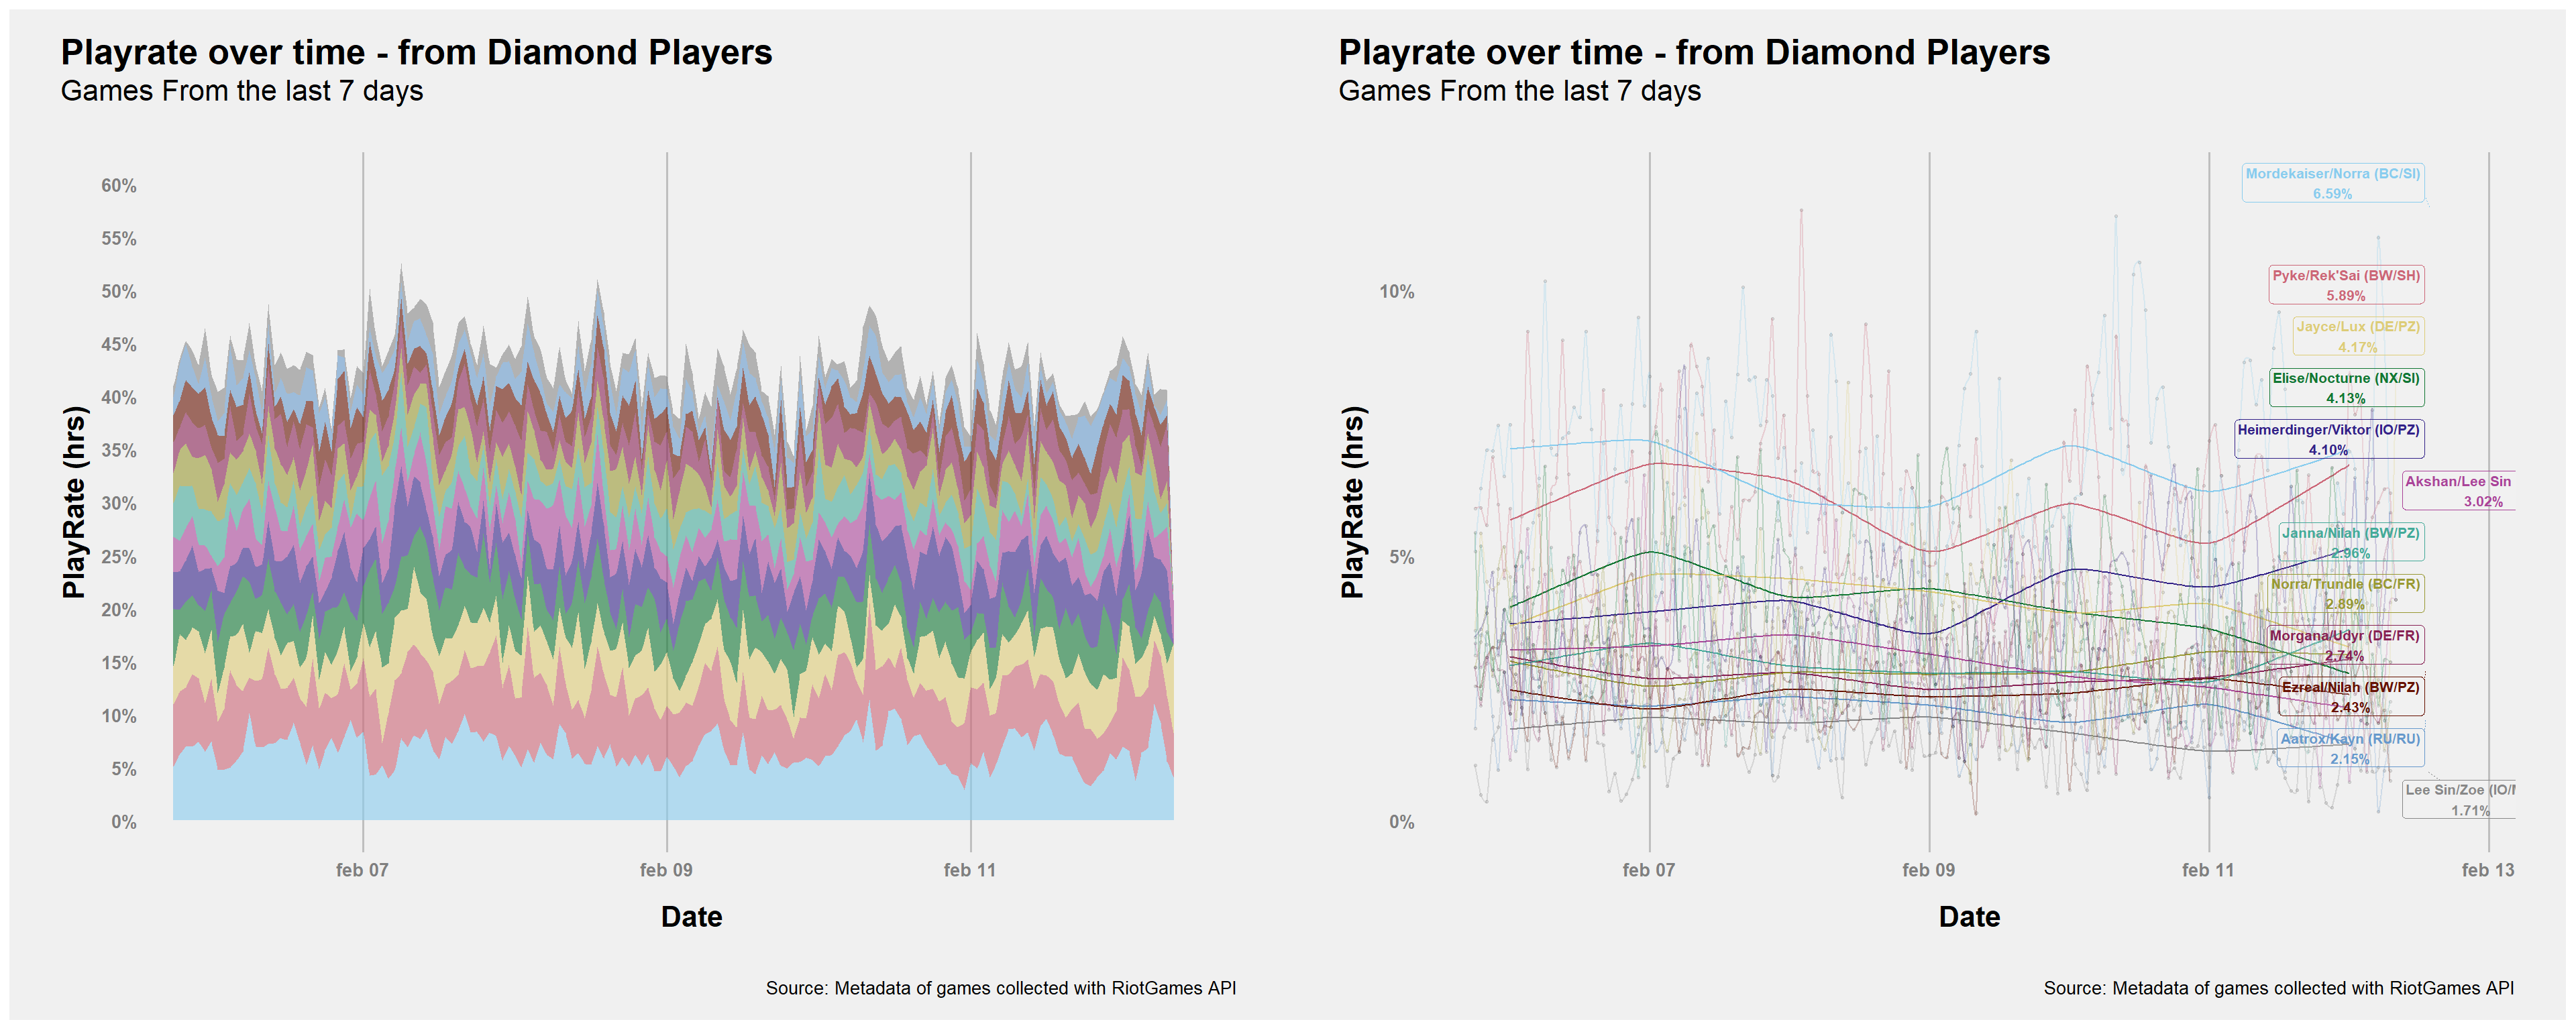 Playrate over time - from Diamond Players
Games From the last 7 days
60%
55%
50%
45%
40%
35%
30%
25%
20%
15%
10%
5%
0%
PlayRate (hrs)
feb 07
feb 09
feb 11
Date
Source: Metadata of games collected with RiotGames API
Playrate over time - from Diamond Players
Games From the last 7 days
10%
5%
0%
PlayRate (hrs)
Mordekaiser/Norra (BC/SI)
6.59%
Pyke/Rek'Sai (BW/SH)
5.89%
Jayce/Lux (DE/PZ)
4.17%
Elise/Nocturne (NX/SI)
4.13%
Heimerdinger/Viktor (IO/PZ)
4.10%
Akshan/Lee Sin
3.02%
Janna/Nilah (BW/PZ)
2.96%
Norra/Trundle (BC/FR)
2.89%
Morgana/Udyr (DE/FR)
2.74%
Ezreal/Nilah (BW/PZ)
2.43%
Aatrox/Kayn (RU/RU)
2.15%
Lee Sin/Zoe (IO/
1.71%
feb 07
feb 09
feb 11
feb 13
Date
Source: Metadata of games collected with RiotGames API